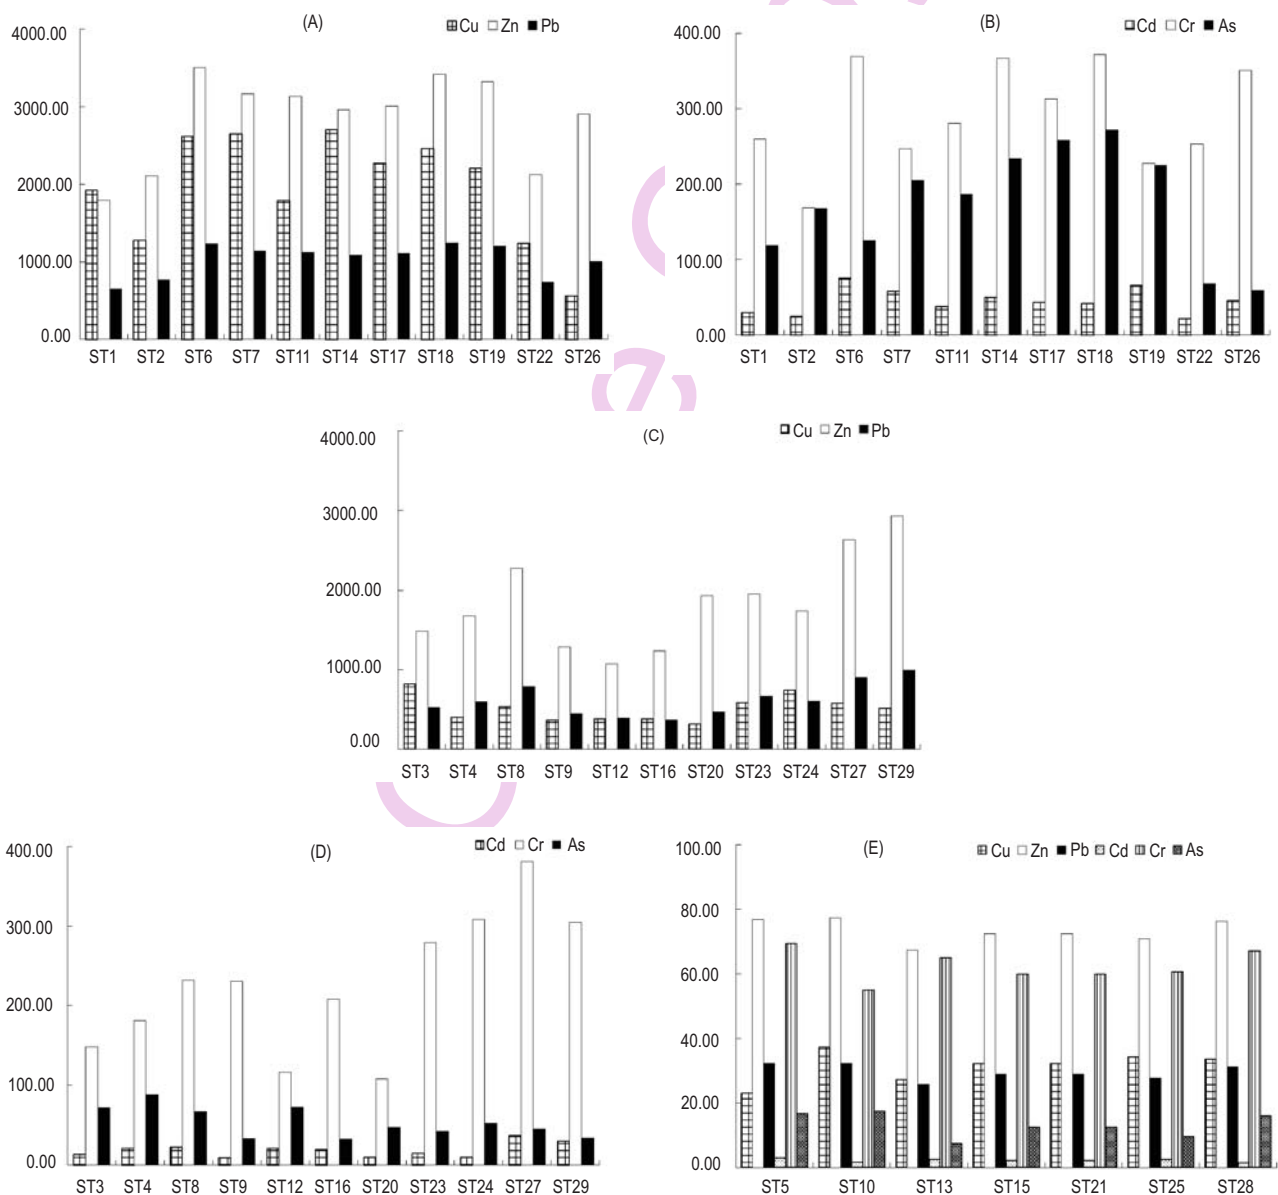 (A)
Cu Zn Pb
4000.00
3000.00
2000.00
1000.00
0.00
ST1 ST2 ST6 ST7 ST11 ST14 ST17 ST18 ST19 ST22 ST26
(B)
Cd Cr As
400.00
300.00
200.00
100.00
0.00
ST1 ST2 ST6 ST7 ST11 ST14 ST17 ST18 ST19 ST22 ST26
(C)
Cu Zn Pb
4000.00
3000.00
2000.00
1000.00
0.00
ST3 ST4 ST8 ST9 ST12 ST16 ST20 ST23 ST24 ST27 ST29
(D)
Cd Cr As
400.00
300.00
200.00
100.00
0.00
ST3 ST4 ST8 ST9 ST12 ST16 ST20 ST23 ST24 ST27 ST29
(E)
Cu Zn Pb Cd Cr As
100.00
80.00
60.00
40.00
20.00
0.00
ST5 ST10 ST13 ST15 ST21 ST25 ST28